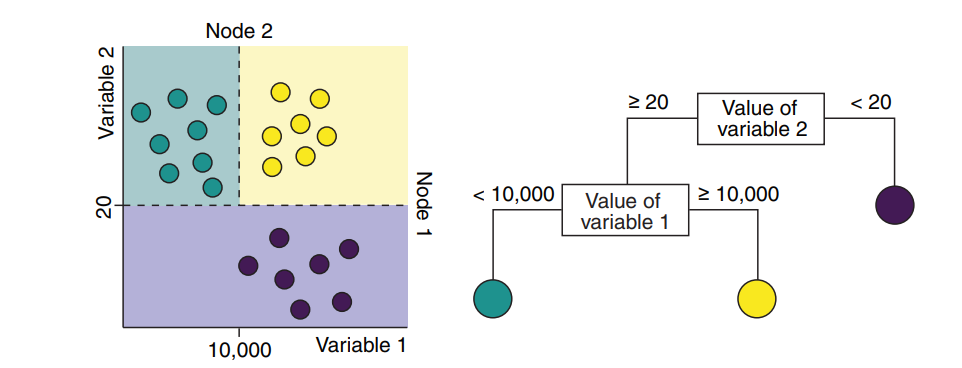 Node 2
Variable 2
20
Node 1
10,000
Variable 1
≥ 20
Value of
variable 2
< 20
< 10,000
Value of
variable 1
≥ 10,000